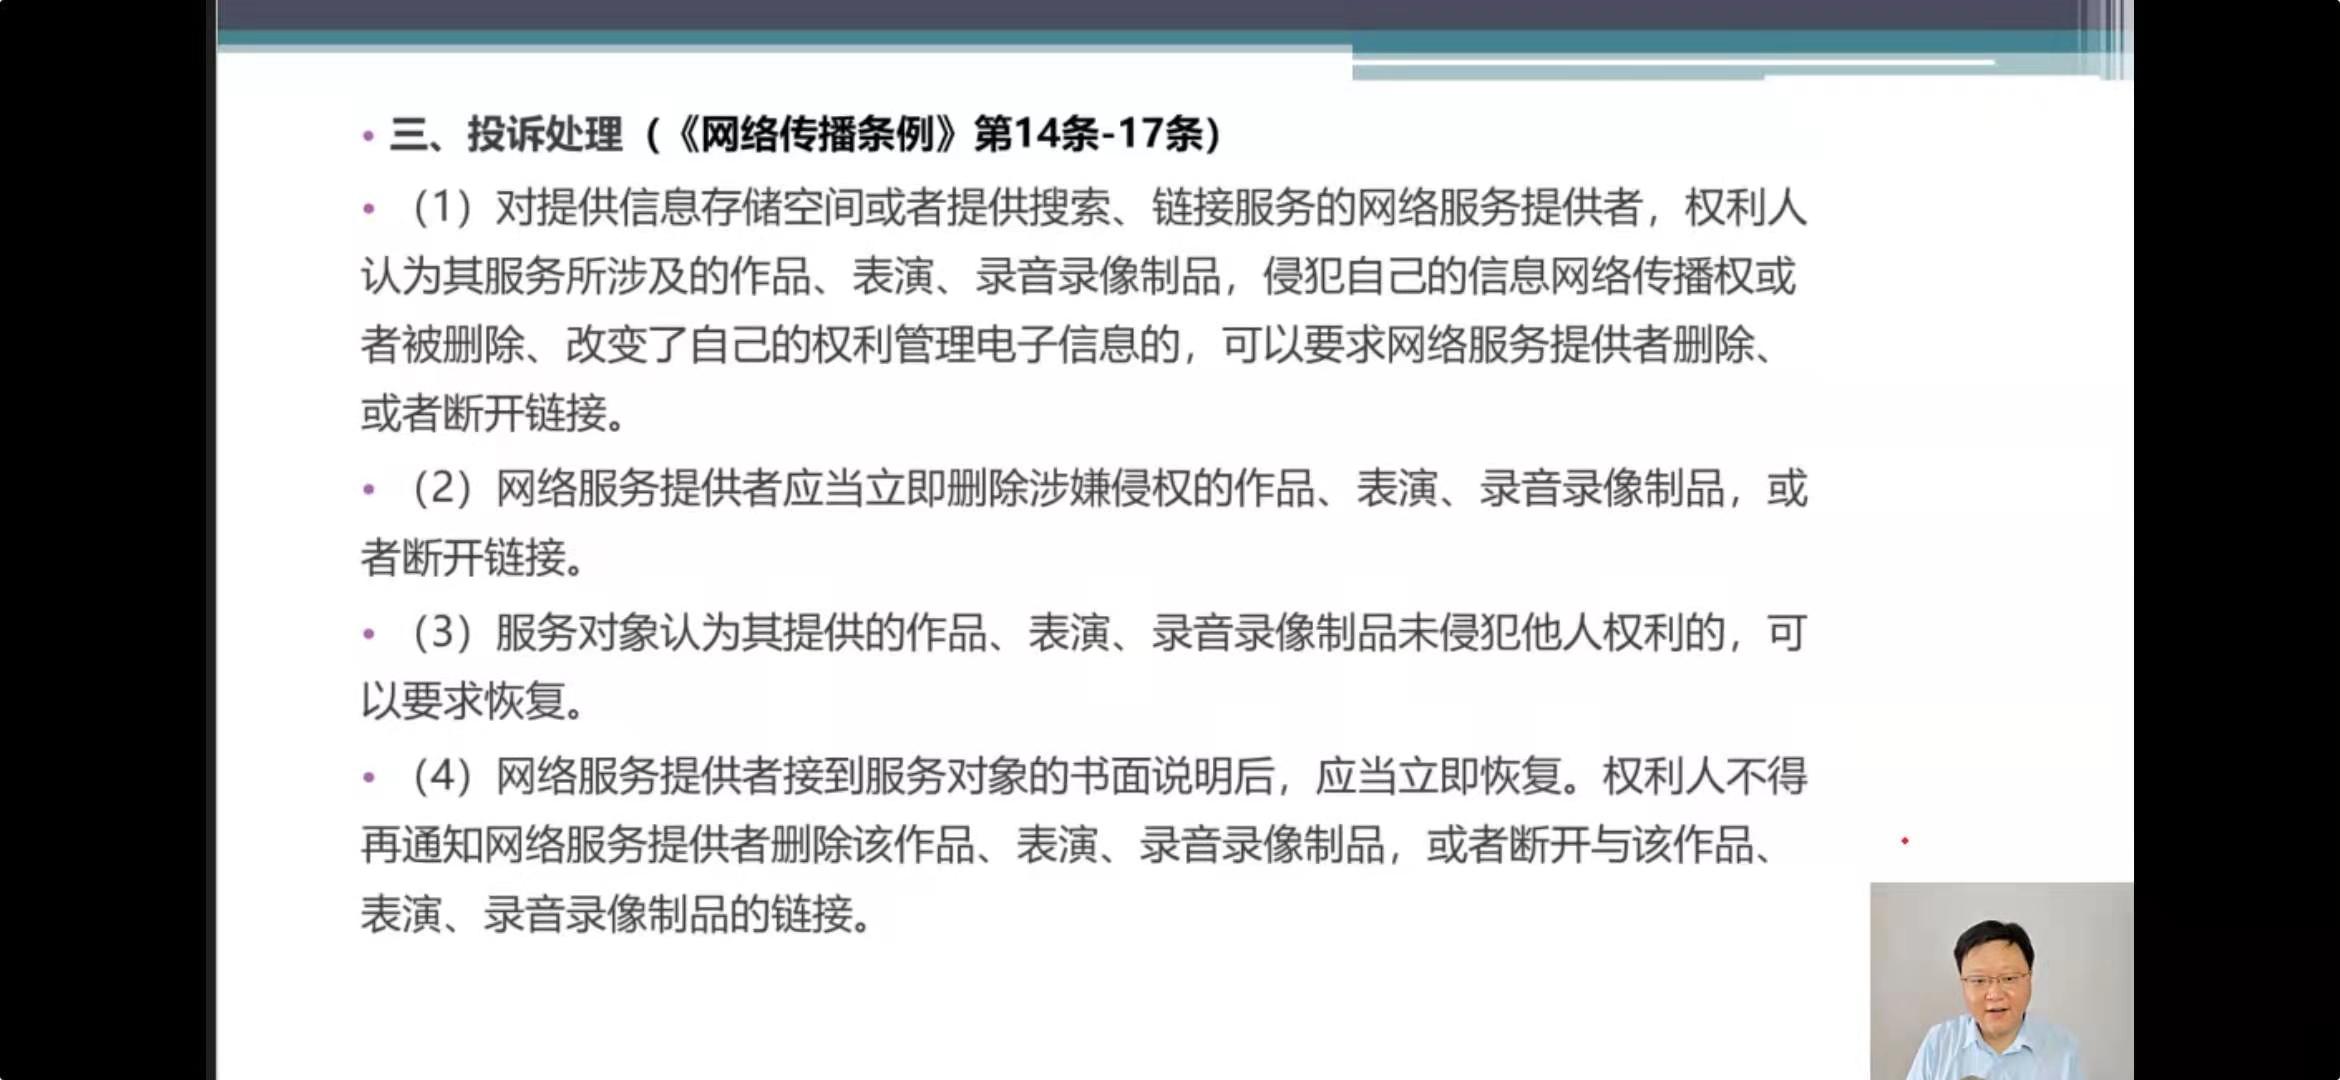 • 三、投诉处理（《网络传播条例》第14条-17条）
• （1）对提供信息存储空间或者提供搜索、链接服务的网络服务提供者，权利人
认为其服务所涉及的作品、表演、录音录像制品，侵犯自己的信息网络传播权或
者被删除、改变了自己的权利管理电子信息的，可以要求网络服务提供者删除、
或者断开链接。
• （2）网络服务提供者应当立即删除涉嫌侵权的作品、表演、录音录像制品，或
者断开链接。
• （3）服务对象认为其提供的作品、表演、录音录像制品未侵犯他人权利的，可
以要求恢复。
• （4）网络服务提供者接到服务对象的书面说明后，应当立即恢复。权利人不得
再通知网络服务提供者删除该作品、表演、录音录像制品，或者断开与该作品、
表演、录音录像制品的链接。